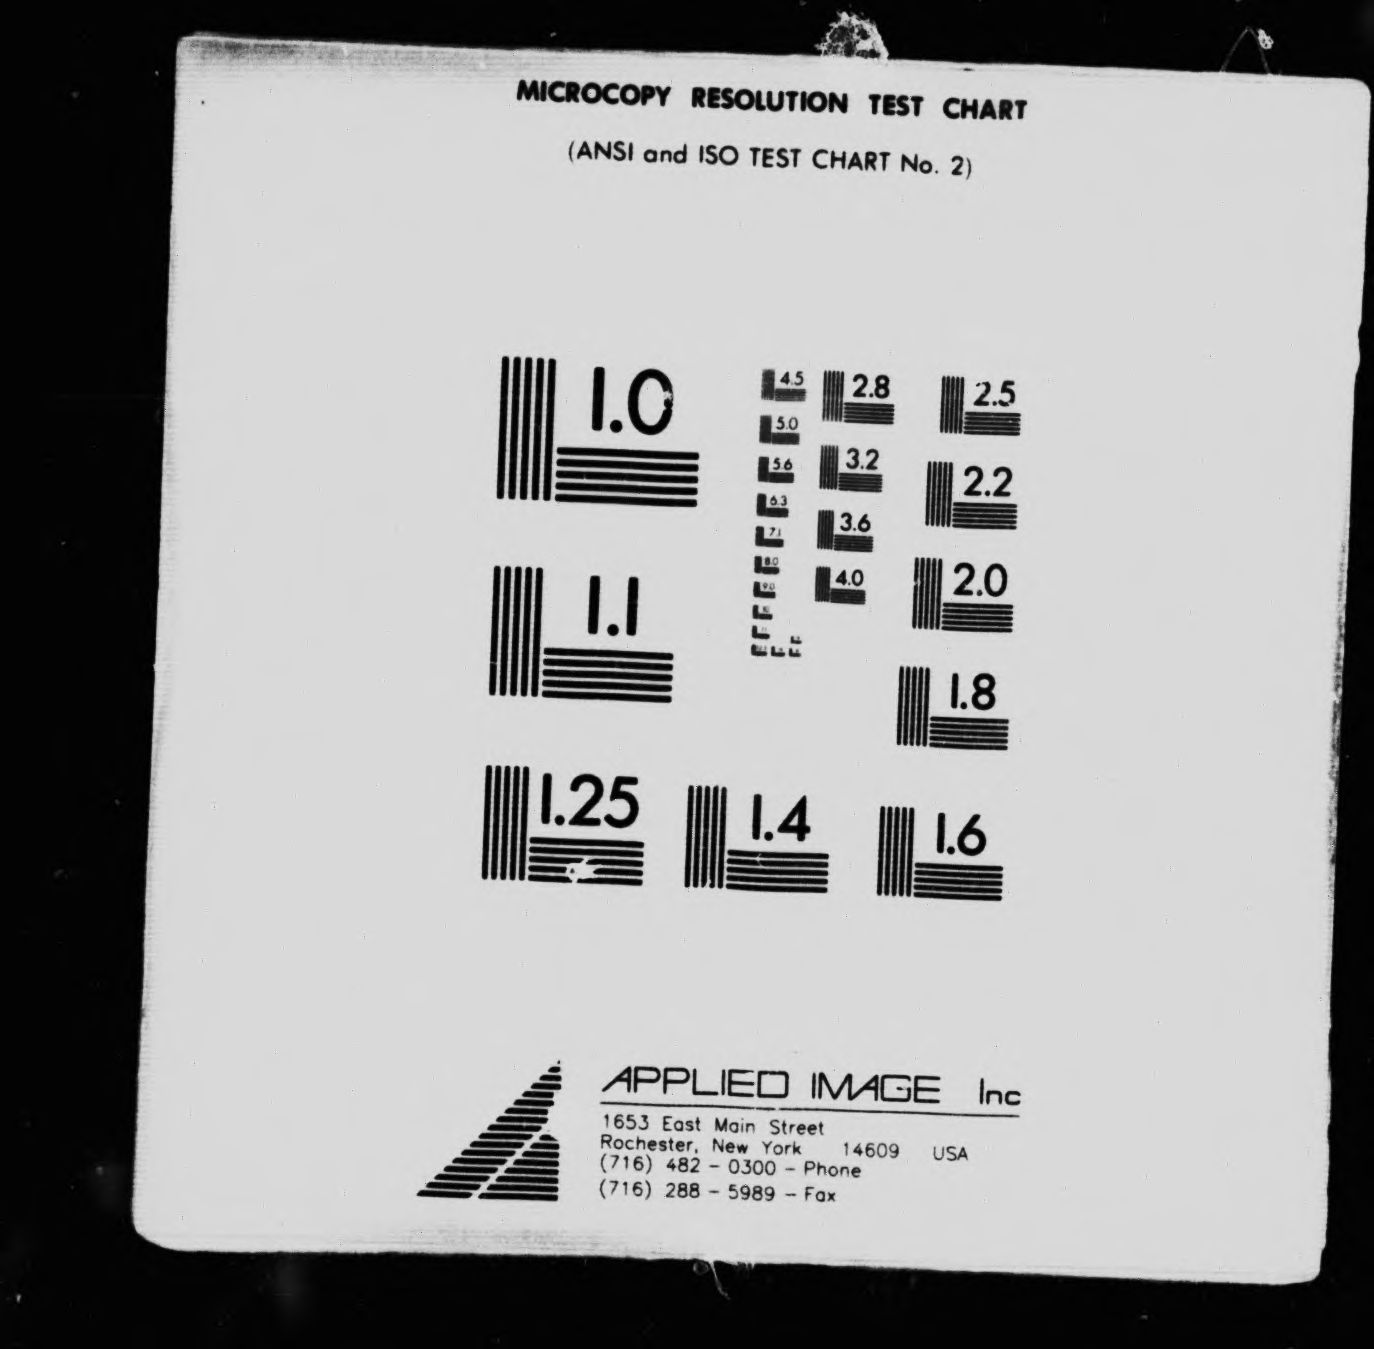 MICROCOPY RESOLUTION TEST CHART
(ANSI and ISO TEST CHART No. 2)
1.0
1.1
1.25
1.4
1.6
1.8
2.0
2.2
2.5
2.8
3.2
3.6
4.0
4.5
5.0
5.6
6.3
7.1
8.0
9.0
APPLIED IMAGE Inc
1653 East Main Street
Rochester, New York 14609 USA
(716) 482 - 0300 - Phone
(716) 288 - 5989 - Fax